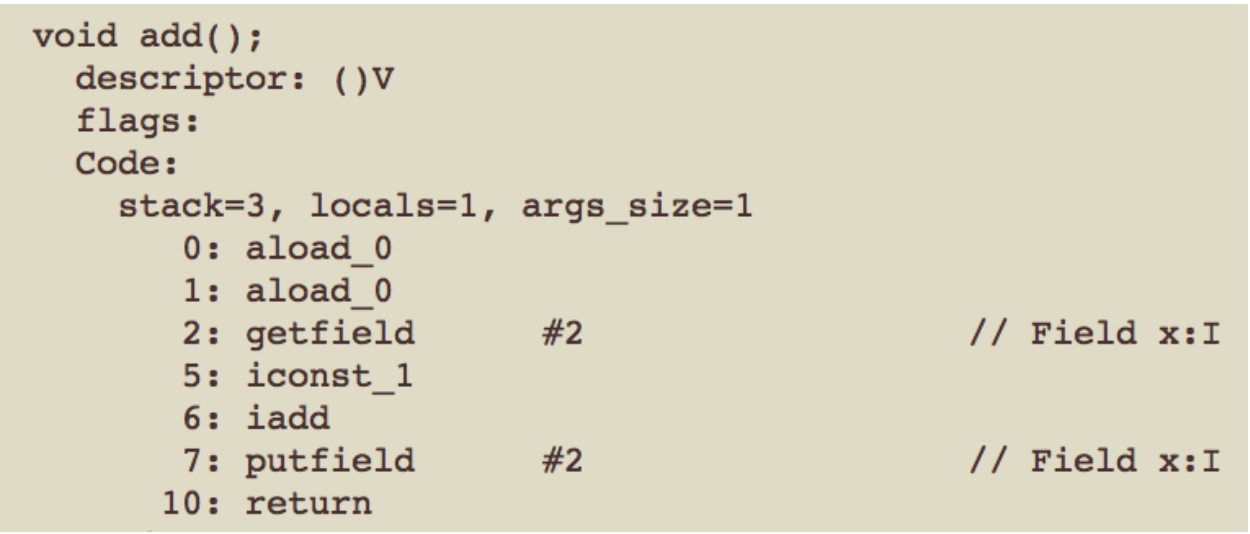 void add();
descriptor: ()V
flags:
Code:
stack=3, locals=1, args_size=1
0: aload_0
1: aload_0
2: getfield #2 // Field x:I
5: iconst_1
6: iadd
7: putfield #2 // Field x:I
10: return